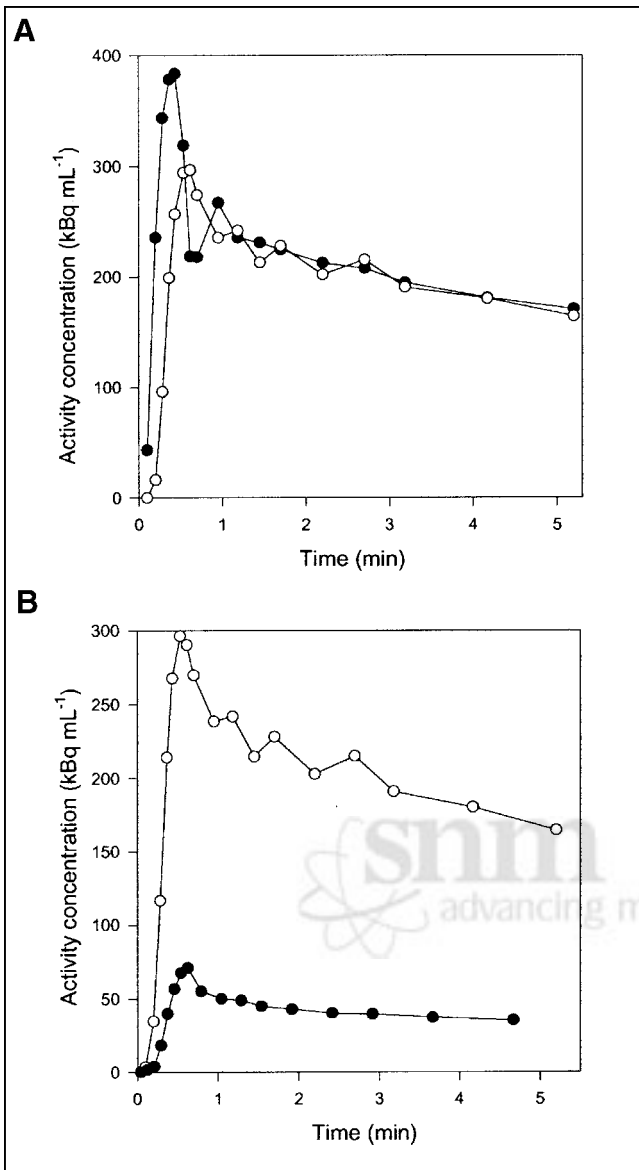 A
Activity concentration (kBq mL⁻¹)
400
300
200
100
0
0 1 2 3 4 5
Time (min)
B
Activity concentration (kBq mL⁻¹)
300
250
200
150
100
50
0
0 1 2 3 4 5
Time (min)
snm
advancing m